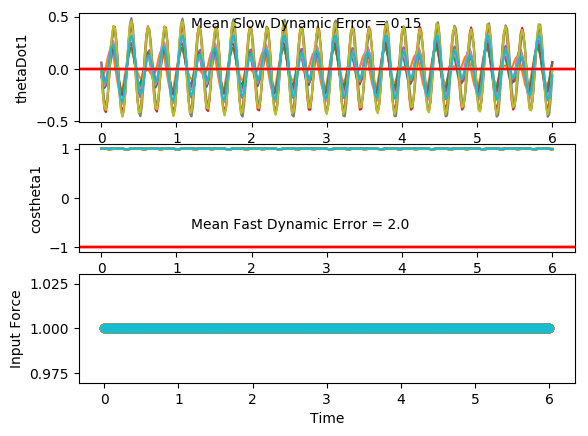 Mean Slow Dynamic Error = 0.15
thetaDot1
0.5
0.0
−0.5
0 1 2 3 4 5 6
costheta1
1
0
−1
Mean Fast Dynamic Error = 2.0
0 1 2 3 4 5 6
Input Force
1.025
1.000
0.975
0 1 2 3 4 5 6
Time